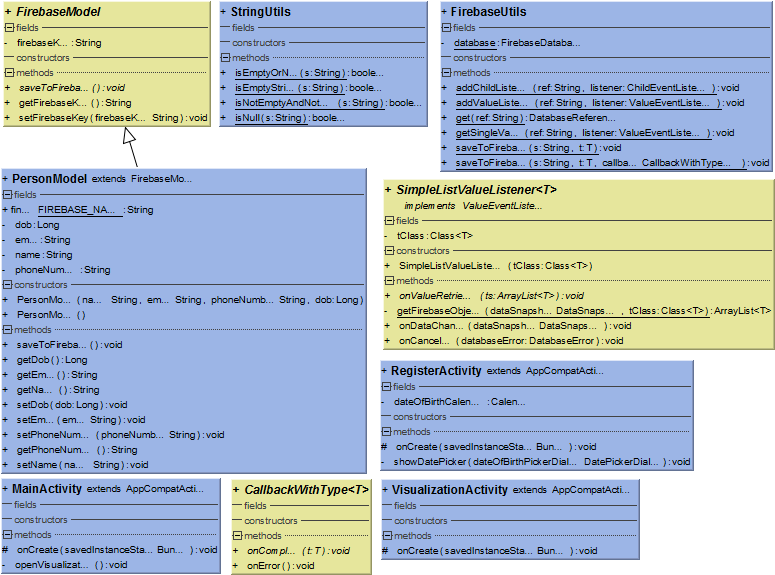 + FirebaseModel
fields
- firebaseK... : String
constructors
methods
+ saveToFireba... () : void
+ getFirebaseK... () : String
+ setFirebaseKey (firebaseK... String) : void
+ StringUtils
fields
constructors
methods
+ isEmptyOrN... (s: String) : boole...
+ isEmptyStri... (s: String) : boole...
+ isNotEmptyAndNot... (s: String) : boole...
+ isNull (s: String) : boole...
+ FirebaseUtils
fields
- database : FirebaseDataba...
constructors
methods
+ addChildListe... (ref: String, listener: ChildEventListe... ) : void
+ addValueListe... (ref: String, listener: ValueEventListe... ) : void
+ get (ref: String) : DatabaseReferen...
+ getSingleVa... (ref: String, listener: ValueEventListe... ) : void
+ saveToFireba... (s: String, t: T)
+ saveToFireba... (s: String, t: T, callba... CallbackWithType... ) : void
+ PersonModel extends FirebaseMo...
fields
+ fin... FIREBASE_NA... : String
- dob : Long
- em... : String
- name : String
- phoneNum... : String
constructors
+ PersonMo... (na... String, em... String, phoneNumb... String, dob: Long)
+ PersonMo... ()
methods
+ saveToFireba... () : void
+ getDob () : Long
+ getEm... () : String
+ getNa... () : String
+ setDob (dob: Long) : void
+ setEm... (em... String) : void
+ setPhoneNum... (phoneNumb... String) : void
+ getPhoneNum... () : String
+ setName (na... String) : void
+ SimpleListValueListener<T>
implements ValueEventListe...
fields
- tClass : Class<T>
constructors
+ SimpleListValueListe... (tClass: Class<T>)
methods
+ onValueRetrie... (ts: ArrayList<T>) : void
- getFirebaseObje... (dataSnapsh... DataSnaps... , tClass: Class<T>) : ArrayList<T>
+ onDataChan... (dataSnapsh... DataSnaps... ) : void
+ onCancel... (databaseError: DatabaseError) : void
+ RegisterActivity extends AppCompatActi...
fields
- dateOfBirthCalen... : Calen...
constructors
methods
# onCreate (savedInstanceSta... Bun... ) : void
- showDatePicker (dateOfBirthPickerDial... DatePickerDial... ) : void
+ MainActivity extends AppCompatActi...
fields
constructors
methods
# onCreate (savedInstanceSta... Bun... ) : void
- openVisualizat... () : void
+ CallbackWithType<T>
fields
constructors
methods
+ onCompl... (t: T) : void
+ onError () : void
+ VisualizationActivity extends AppCompatActi...
fields
constructors
methods
# onCreate (savedInstanceSta... Bun... ) : void